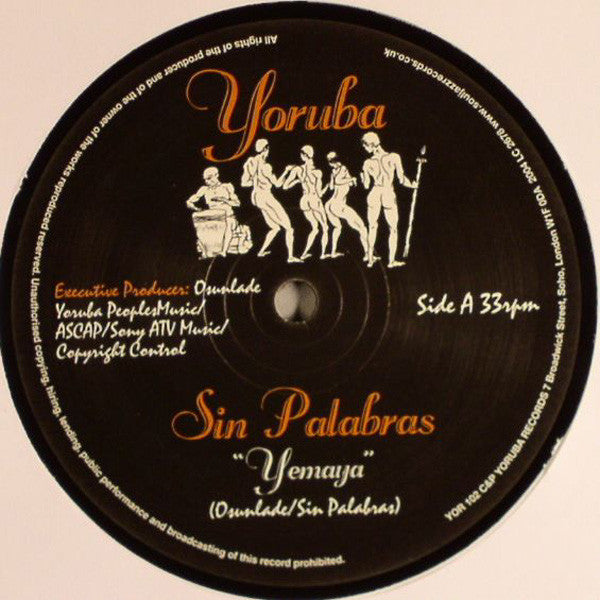 Yoruba
Executive Producer: Osunlade
Yoruba PeoplesMusic/
ASCAP/Sony ATV Music/
Copyright Control
Side A 33rpm
Sin Palabras
"Yemaya"
(Osunlade/Sin Palabras)
All rights of the producer and of the owner of the works reproduced reserved. Unauthorised copying, hiring, lending, public performance and broadcasting of this record prohibited.
YOR 102 C&P YORUBA RECORDS 7 Broadwick Street, Soho, London W1F 0DA 2004 LC 2678 www.souljazzrecords.co.uk